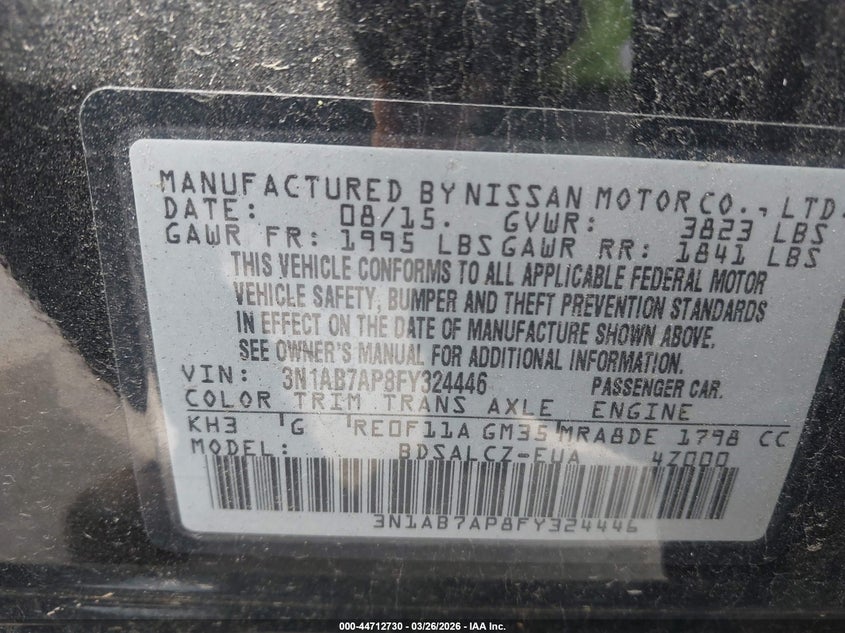 MANUFACTURED BY NISSAN MOTOR CO., LTD.
DATE: 08/15. GVWR: 3823 LBS
GAWR FR: 1995 LBS GAWR RR: 1841 LBS
THIS VEHICLE CONFORMS TO ALL APPLICABLE FEDERAL MOTOR
VEHICLE SAFETY, BUMPER AND THEFT PREVENTION STANDARDS
IN EFFECT ON THE DATE OF MANUFACTURE SHOWN ABOVE.
SEE OWNER'S MANUAL FOR ADDITIONAL INFORMATION.
VIN: 3N1AB7AP8FY324446 PASSENGER CAR.
COLOR TRIM TRANS AXLE ENGINE
KH3 G RE0F11A GM35 MRA8DE 1798 CC
MODEL: BDSALCZ-EUA 4Z000
3N1AB7AP8FY324446
000-44712730 | 03/26/2026 - IAA Inc.